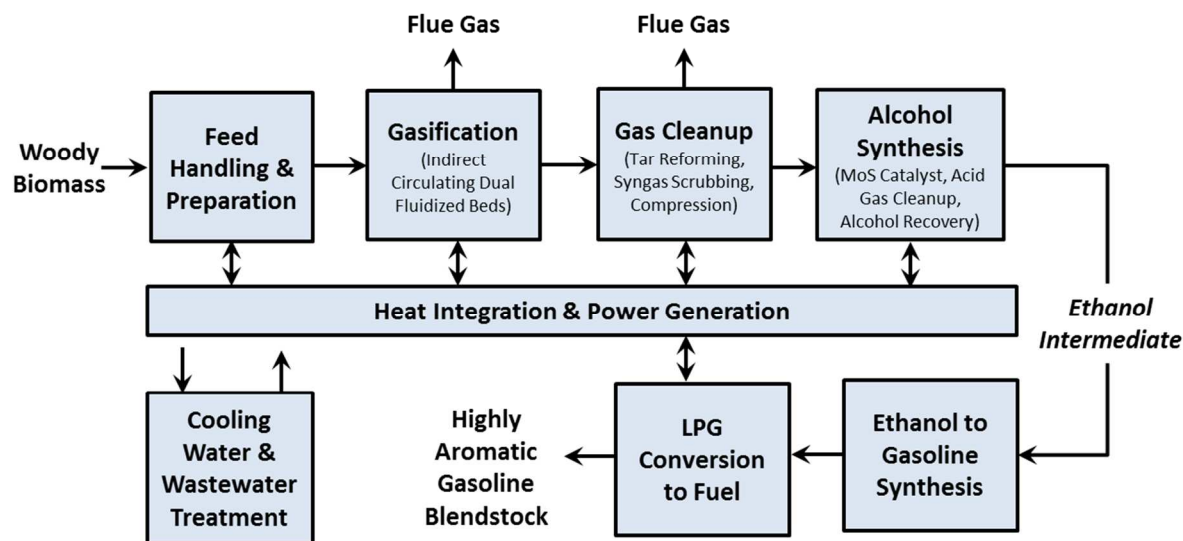 Flue Gas
Flue Gas
Woody
Biomass
Feed
Handling &
Preparation
Gasification
(Indirect
Circulating Dual
Fluidized Beds)
Gas Cleanup
(Tar Reforming,
Syngas Scrubbing,
Compression)
Alcohol
Synthesis
(MoS Catalyst, Acid
Gas Cleanup,
Alcohol Recovery)
Heat Integration & Power Generation
Ethanol
Intermediate
Cooling
Water &
Wastewater
Treatment
Highly
Aromatic
Gasoline
Blendstock
LPG
Conversion
to Fuel
Ethanol to
Gasoline
Synthesis